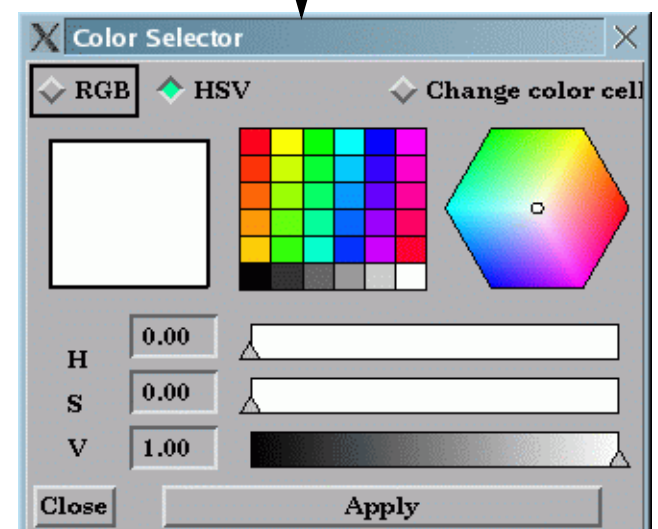 Color Selector
RGB HSV Change color cell
H 0.00
S 0.00
V 1.00
Close Apply